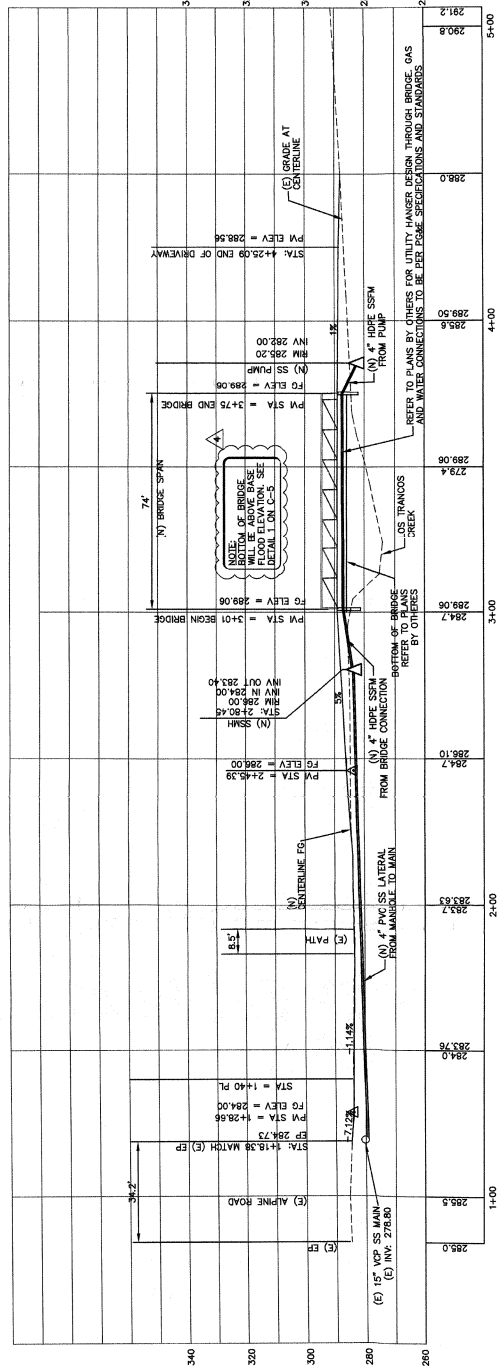 340
320
300
280
260
(E) EP
34.2'
(E) ALPINE ROAD
(E) 15" VCP SS MAIN
(E) INV: 278.80
STA: 1+18.38 MATCH (E) EP
EP 284.73
-7.12%
PVI STA = 1+28.66
FG ELEV = 284.00
STA = 1+40 PL
-1.14%
8.5'
(E) PATH
(N)
CENTERLINE FG
(N) 4" PVC SS LATERAL
FROM MANHOLE TO MAIN
PVI STA = 2+45.39
FG ELEV = 286.00
(N) SSMH
STA: 2+80.45
RIM 286.00
INV IN 284.00
INV OUT 283.40
5%
(N) 4" HDPE SSFM
FROM BRIDGE CONNECTION
PVI STA = 3+01 BEGIN BRIDGE
FG ELEV = 289.06
74'
(N) BRIDGE SPAN
NOTE:
BOTTOM OF BRIDGE
WILL BE ABOVE BASE
FLOOD ELEVATION. SEE
DETAIL 1 ON C-5
4
BOTTOM OF BRIDGE
REFER TO PLANS
BY OTHERES
LOS TRANCOS
CREEK
PVI STA = 3+75 END BRIDGE
FG ELEV = 289.06
(N) SS PUMP
RIM 285.20
INV 282.00
(N) 4" HDPE SSFM
FROM PUMP
1%
STA: 4+25.09 END OF DRIVEWAY
PVI ELEV = 288.56
(E) GRADE AT
CENTERLINE
REFER TO PLANS BY OTHERS FOR UTILITY HANGER DESIGN THROUGH BRIDGE. GAS
AND WATER CONNECTIONS TO BE PER PG&E SPECIFICATIONS AND STANDARDS
3
3
3
2
2
285.0
285.5
284.0
283.76
283.7
283.63
284.7
286.10
284.7
289.06
279.4
289.06
285.6
289.50
288.0
290.8
291.2
1+00
2+00
3+00
4+00
5+00